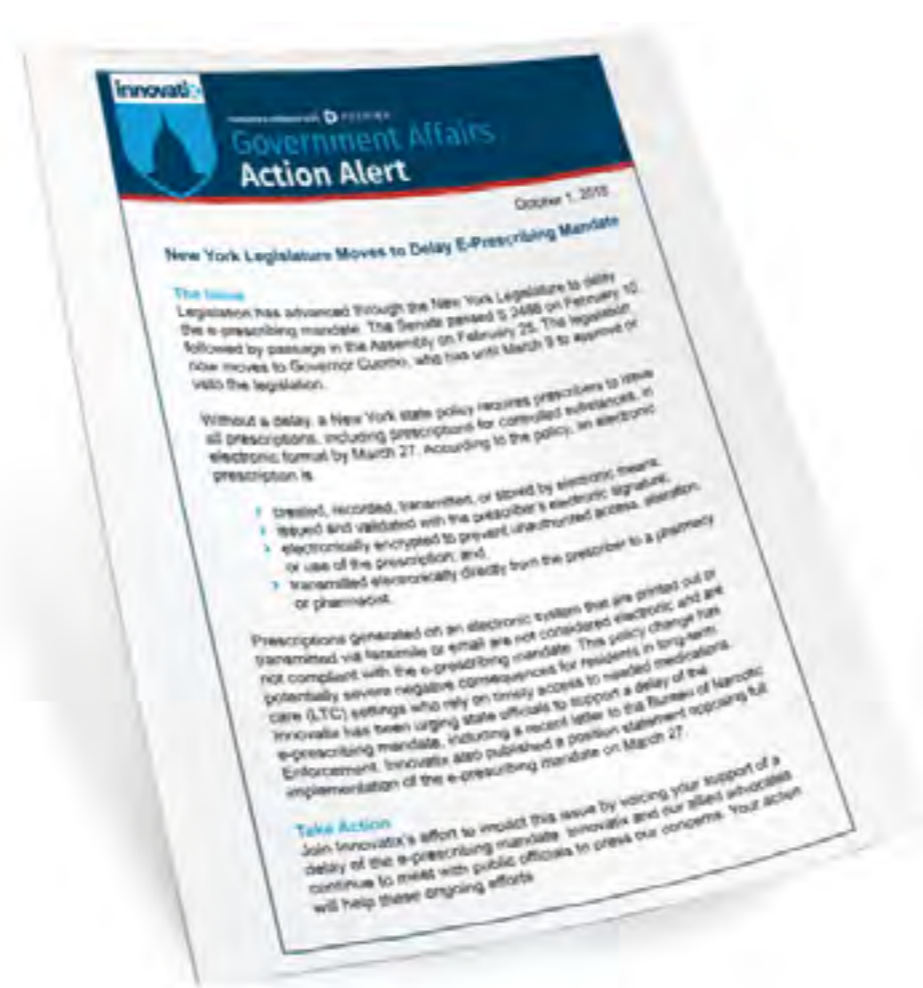 innovatix
Government Affairs
Action Alert
October 1, 2018
New York Legislature Moves to Delay E-Prescribing Mandate
The Issue
Legislation has advanced through the New York Legislature to delay
the e-prescribing mandate. The Senate passed S 2486 on February 10
followed by passage in the Assembly on February 25. The legislation
now moves to Governor Cuomo, who has until March 9 to approve or
veto the legislation.
Without a delay, a New York state policy requires prescribers to issue
all prescriptions, including prescriptions for controlled substances, in
electronic format by March 27. According to the policy, an electronic
prescription is
created, recorded, transmitted, or stored by electronic means;
issued and validated with the prescriber's electronic signature;
electronically encrypted to prevent unauthorized access, alteration,
or use of the prescription; and
transmitted electronically directly from the prescriber to a pharmacy
or pharmacist.
Prescriptions generated on an electronic system that are printed out or
transmitted via facsimile or email are not considered electronic and are
not compliant with the e-prescribing mandate. This policy change has
potentially severe negative consequences for residents in long-term
care (LTC) settings who rely on timely access to needed medications.
Innovatix has been urging state officials to support a delay of the
e-prescribing mandate, including a recent letter to the Bureau of Narcotic
Enforcement. Innovatix also published a position statement opposing full
implementation of the e-prescribing mandate on March 27.
Take Action
Join Innovatix's effort to impact this issue by voicing your support of a
delay of the e-prescribing mandate. Innovatix and our allied advocates
continue to meet with public officials to press our concerns. Your action
will help these ongoing efforts